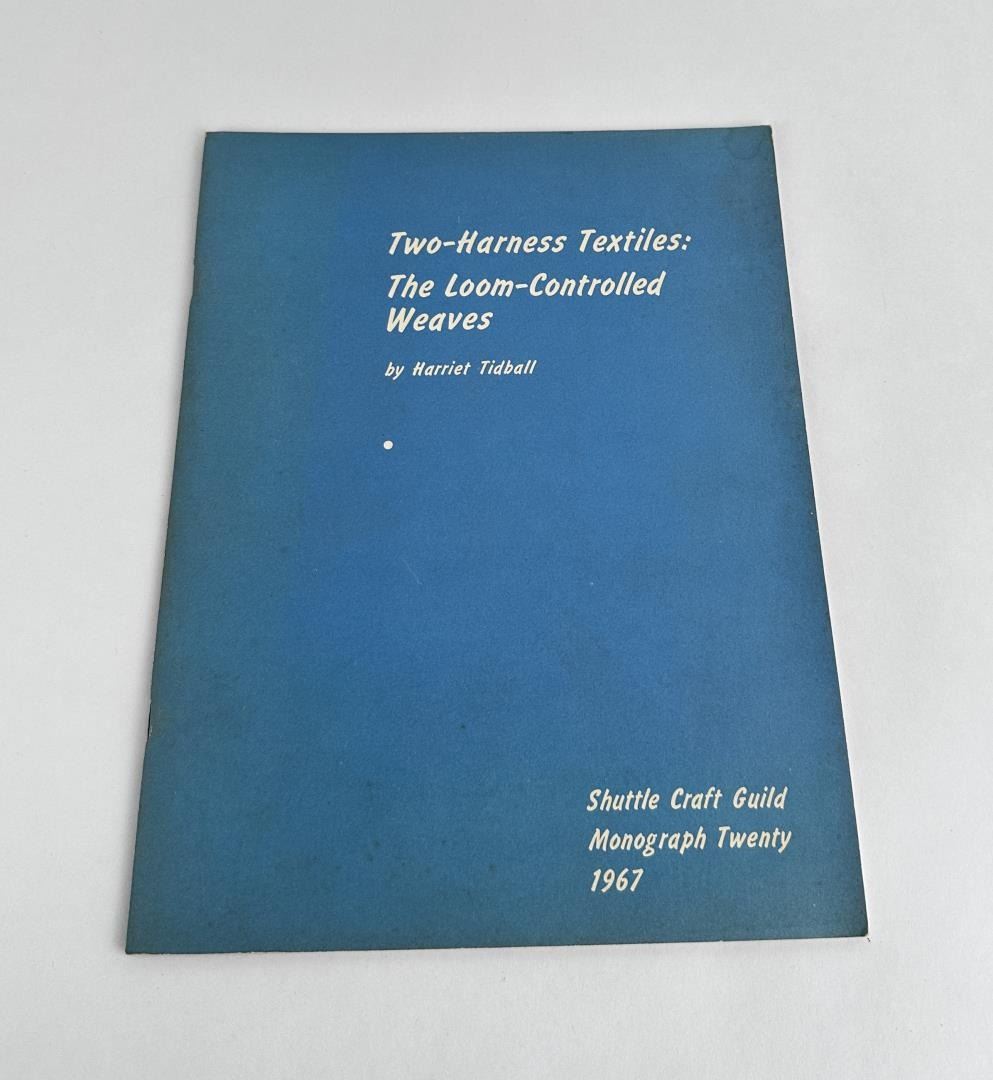 Two-Harness Textiles:
The Loom-Controlled
Weaves
by Harriet Tidball
Shuttle Craft Guild
Monograph Twenty
1967